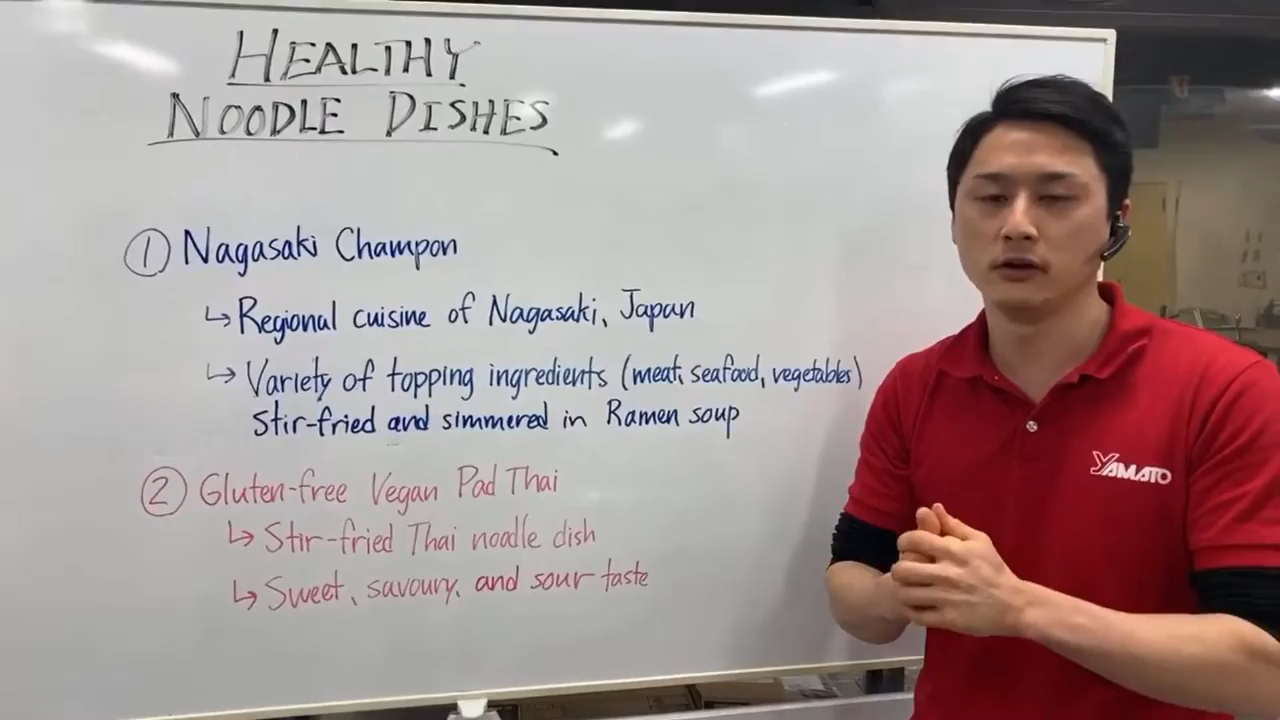 HEALTHY
NOODLE DISHES
① Nagasaki Champon
↳ Regional cuisine of Nagasaki, Japan
↳ Variety of topping ingredients (meat, seafood, vegetables)
stir-fried and simmered in Ramen soup
② Gluten-free Vegan Pad Thai
↳ Stir-fried Thai noodle dish
↳ Sweet, savoury, and sour taste
YAMATO